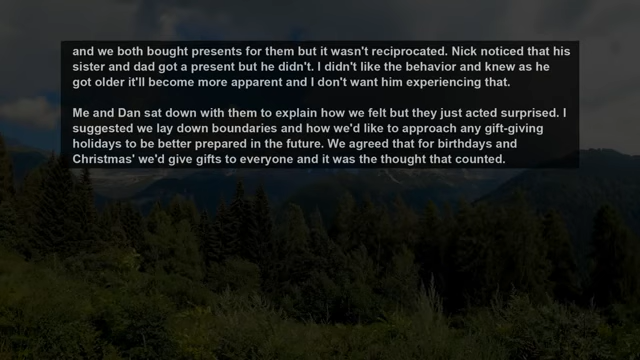 and we both bought presents for them but it wasn't reciprocated. Nick noticed that his
sister and dad got a present but he didn't. I didn't like the behavior and knew as he
got older it'll become more apparent and I don't want him experiencing that.
Me and Dan sat down with them to explain how we felt but they just acted surprised. I
suggested we lay down boundaries and how we'd like to approach any gift-giving
holidays to be better prepared in the future. We agreed that for birthdays and
Christmas' we'd give gifts to everyone and it was the thought that counted.